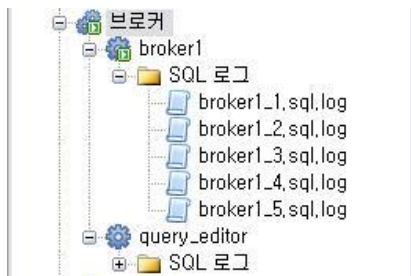 브로커
broker1
SQL 로그
broker1_1.sql.log
broker1_2.sql.log
broker1_3.sql.log
broker1_4.sql.log
broker1_5.sql.log
query_editor
SQL 로그